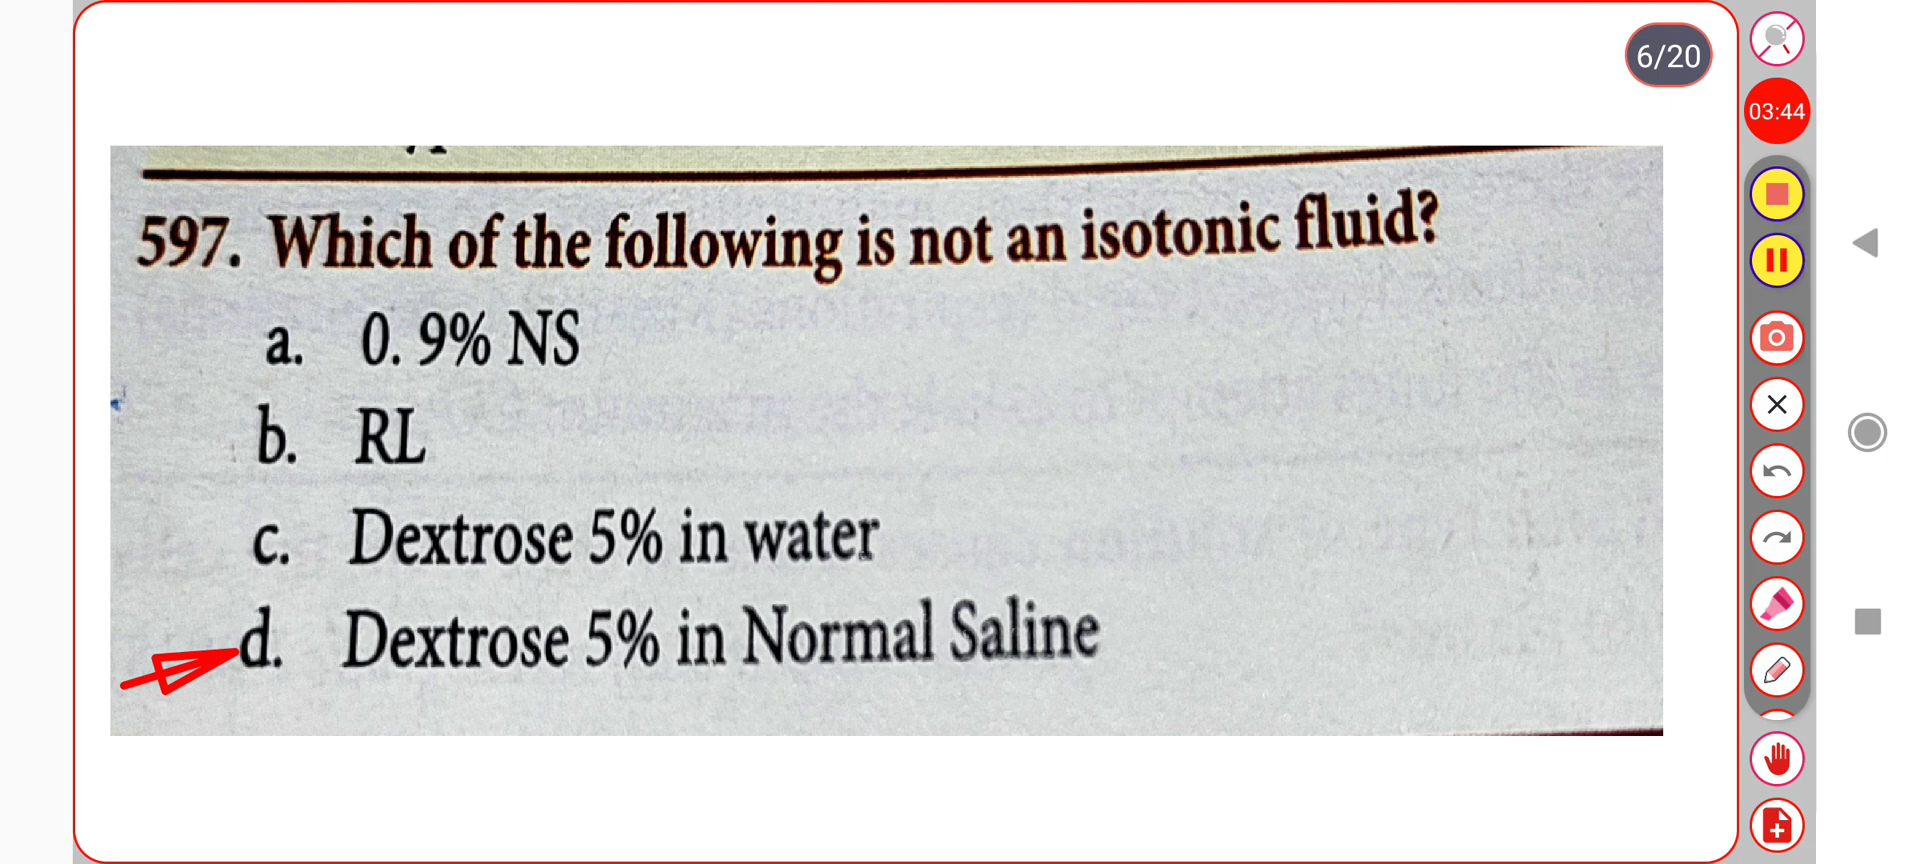 6/20
03:44
597. Which of the following is not an isotonic fluid?
a. 0. 9% NS
b. RL
c. Dextrose 5% in water
d. Dextrose 5% in Normal Saline